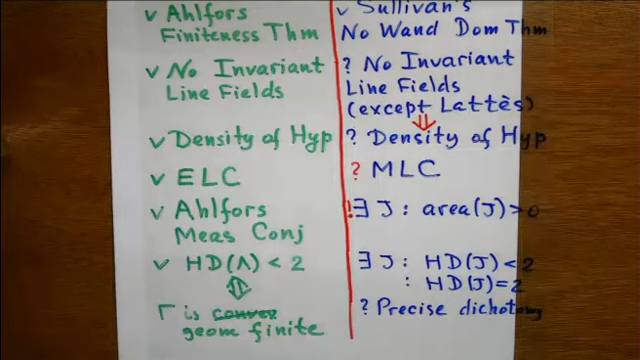 ✓ Ahlfors
Finiteness Thm
✓ No Invariant
Line Fields
✓ Density of Hyp
✓ ELC
✓ Ahlfors
Meas Conj
✓ HD(Λ) < 2
⇕
Γ is convex
geom finite
✓ Sullivan's
No Wand Dom Thm
? No Invariant
Line Fields
(except Lattès)
⇓
? Density of Hyp
? MLC
!∃ J : area(J) > 0
∃ J : HD(J) < 2
: HD(J) = 2
? Precise dichotomy